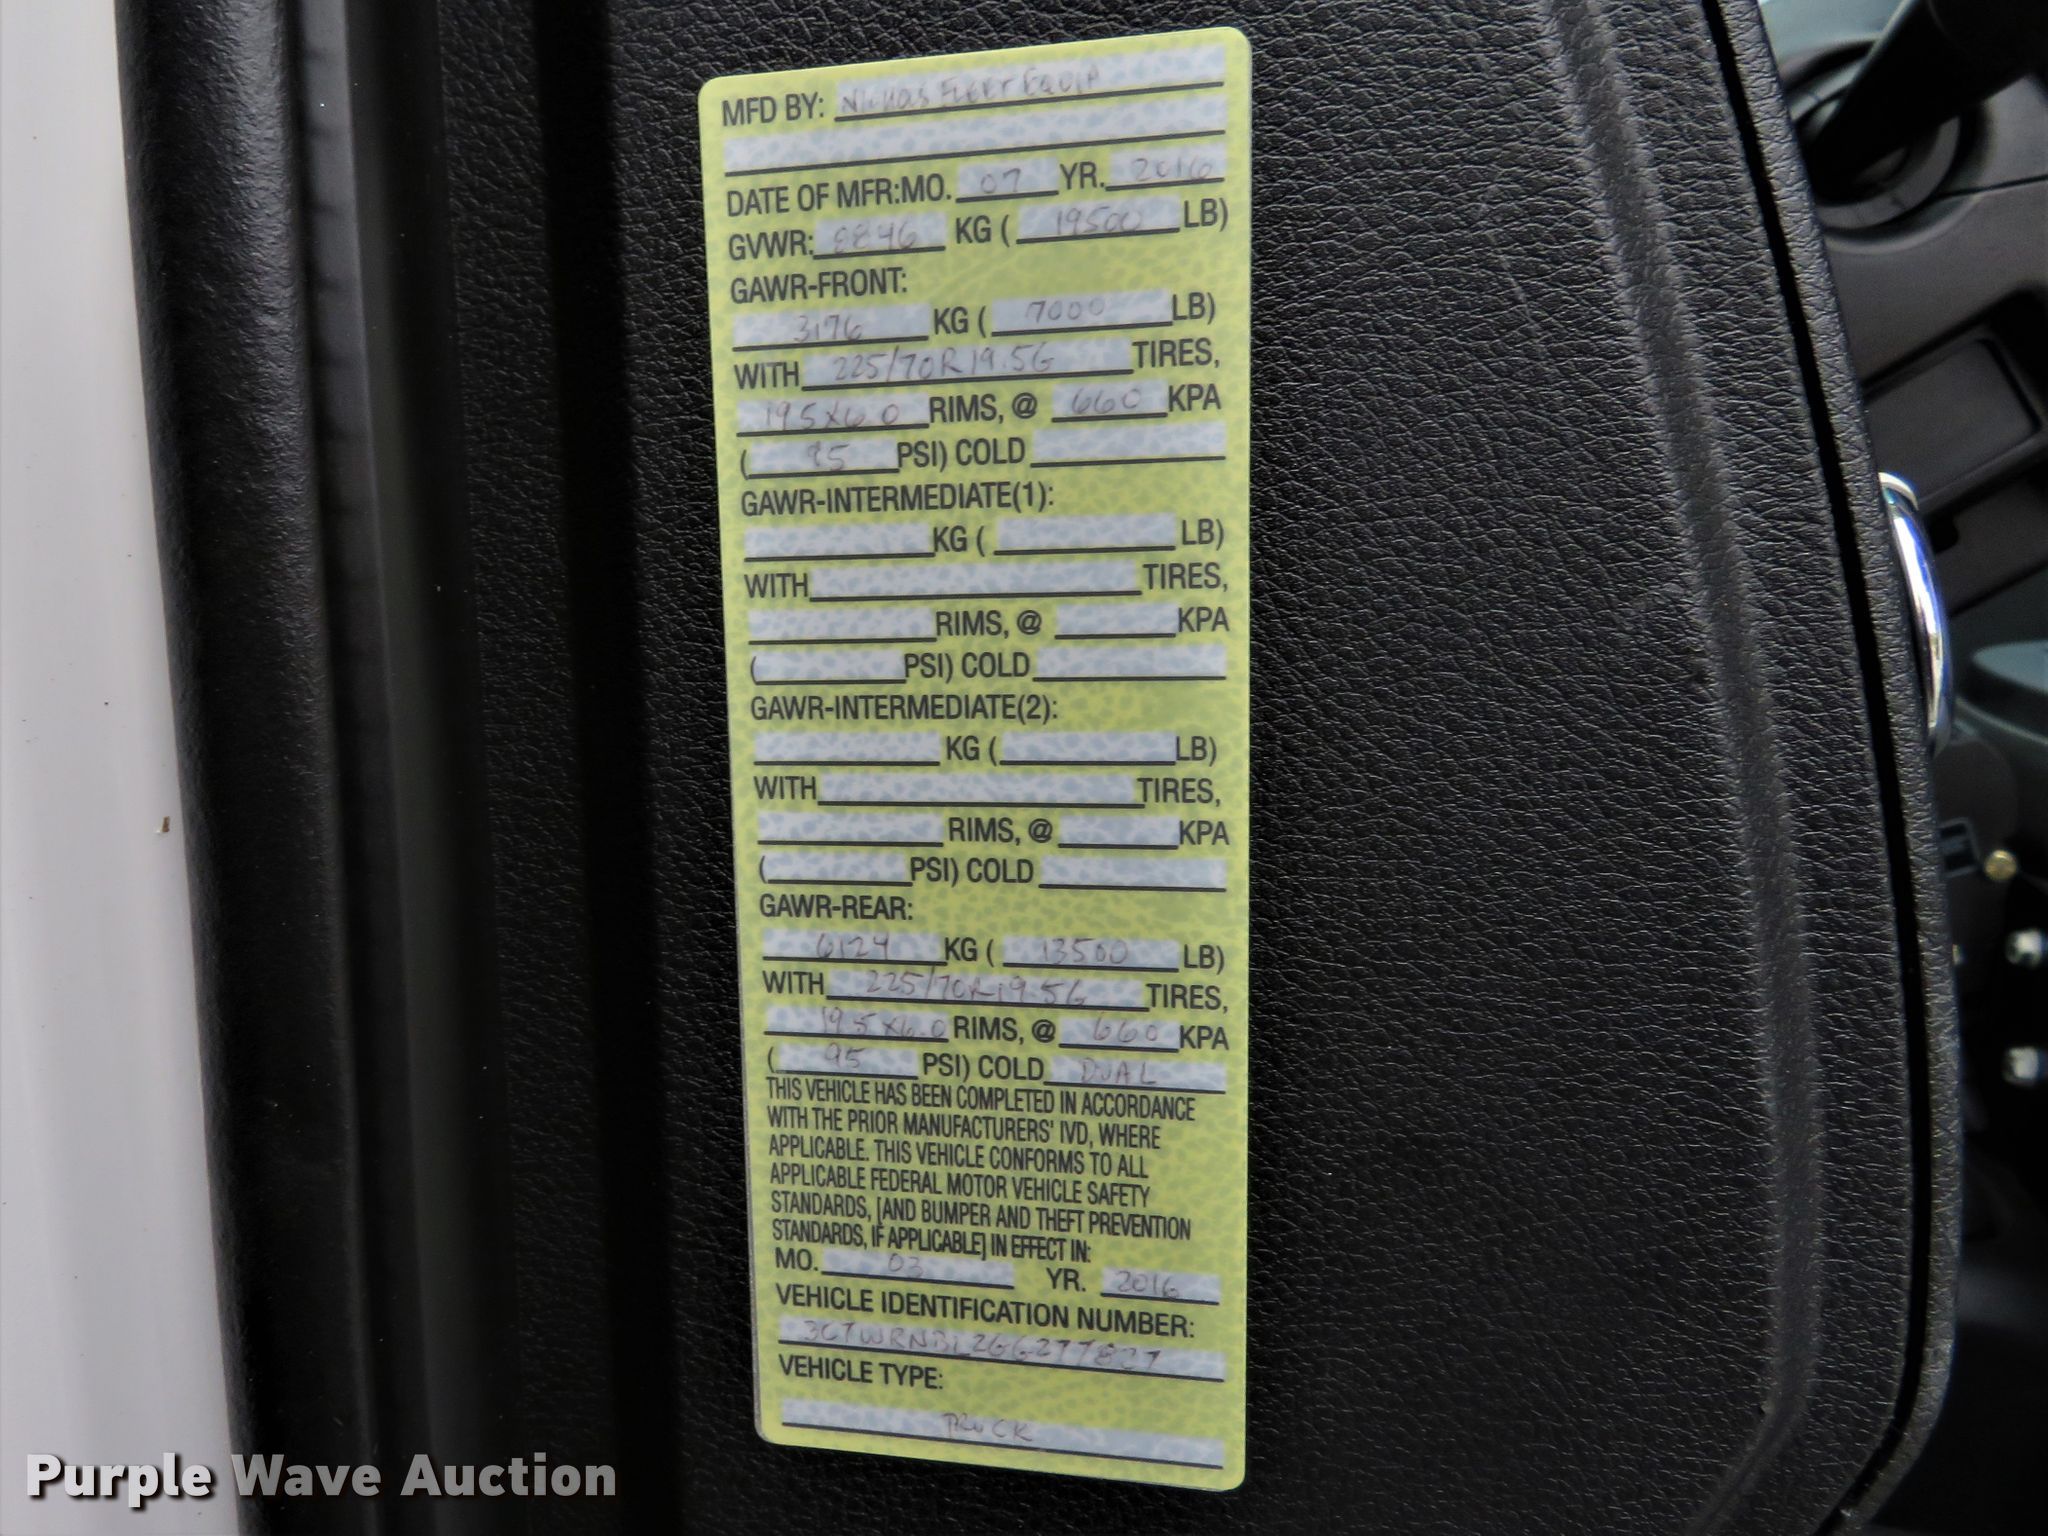 MFD BY: Nichols Fleet Equip
DATE OF MFR:MO. 07 YR. 2016
GVWR: 8846 KG ( 19500 LB)
GAWR-FRONT:
3176 KG ( 7000 LB)
WITH 225/70R19.5G TIRES,
19.5x6.0 RIMS, @ 660 KPA
( 95 PSI) COLD
GAWR-INTERMEDIATE(1):
KG ( LB)
WITH TIRES,
RIMS, @ KPA
( PSI) COLD
GAWR-INTERMEDIATE(2):
KG ( LB)
WITH TIRES,
RIMS, @ KPA
( PSI) COLD
GAWR-REAR:
6124 KG ( 13500 LB)
WITH 225/70R19.5G TIRES,
19.5x6.0 RIMS, @ 660 KPA
( 95 PSI) COLD DUAL
THIS VEHICLE HAS BEEN COMPLETED IN ACCORDANCE
WITH THE PRIOR MANUFACTURERS' IVD, WHERE
APPLICABLE. THIS VEHICLE CONFORMS TO ALL
APPLICABLE FEDERAL MOTOR VEHICLE SAFETY
STANDARDS, [AND BUMPER AND THEFT PREVENTION
STANDARDS, IF APPLICABLE] IN EFFECT IN:
MO. 03 YR. 2016
VEHICLE IDENTIFICATION NUMBER:
3C7WRNBL2GG277827
VEHICLE TYPE:
TRUCK
Purple Wave Auction